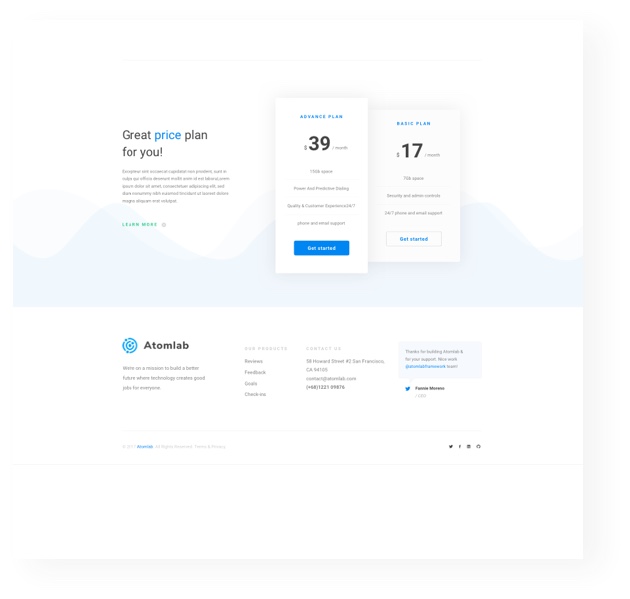 Great price plan
for you!
Excepteur sint occaecat cupidatat non proident, sunt in
culpa qui officia deserunt mollit anim id est laborum,lorem
ipsum dolor sit amet, consectetuer adipiscing elit, sed
diam nonummy nibh euismod tincidunt ut laoreet dolore
magna aliquam erat volutpat.
LEARN MORE
ADVANCE PLAN
$ 39 / month
150k space
Power And Predictive Dialing
Quality & Customer Experience24/7
phone and email support
Get started
BASIC PLAN
$ 17 / month
75k space
Security and admin controls
24/7 phone and email support
Get started
Atomlab
We're on a mission to build a better
future where technology creates good
jobs for everyone.
OUR PRODUCTS
Reviews
Feedback
Goals
Check-ins
CONTACT US
58 Howard Street #2 San Francisco,
CA 94105
contact@atomlab.com
(+68)1221 09876
Thanks for building Atomlab &
for your support. Nice work
team!
Fannie Moreno
/ CEO
Atomlab. All Rights Reserved. Terms & Privacy